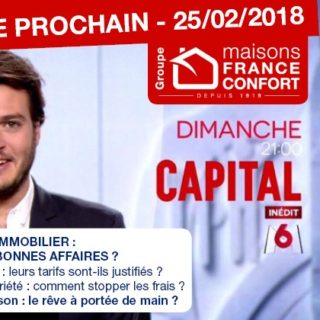 E PROCHAIN - 25/02/2018
Groupe
maisons
FRANCE
CONFORT
DEPUIS 1919
DIMANCHE
21:00
CAPITAL
INÉDIT
6
MMOBILIER :
BONNES AFFAIRES ?
: leurs tarifs sont-ils justifiés ?
riété : comment stopper les frais ?
son : le rêve à portée de main ?